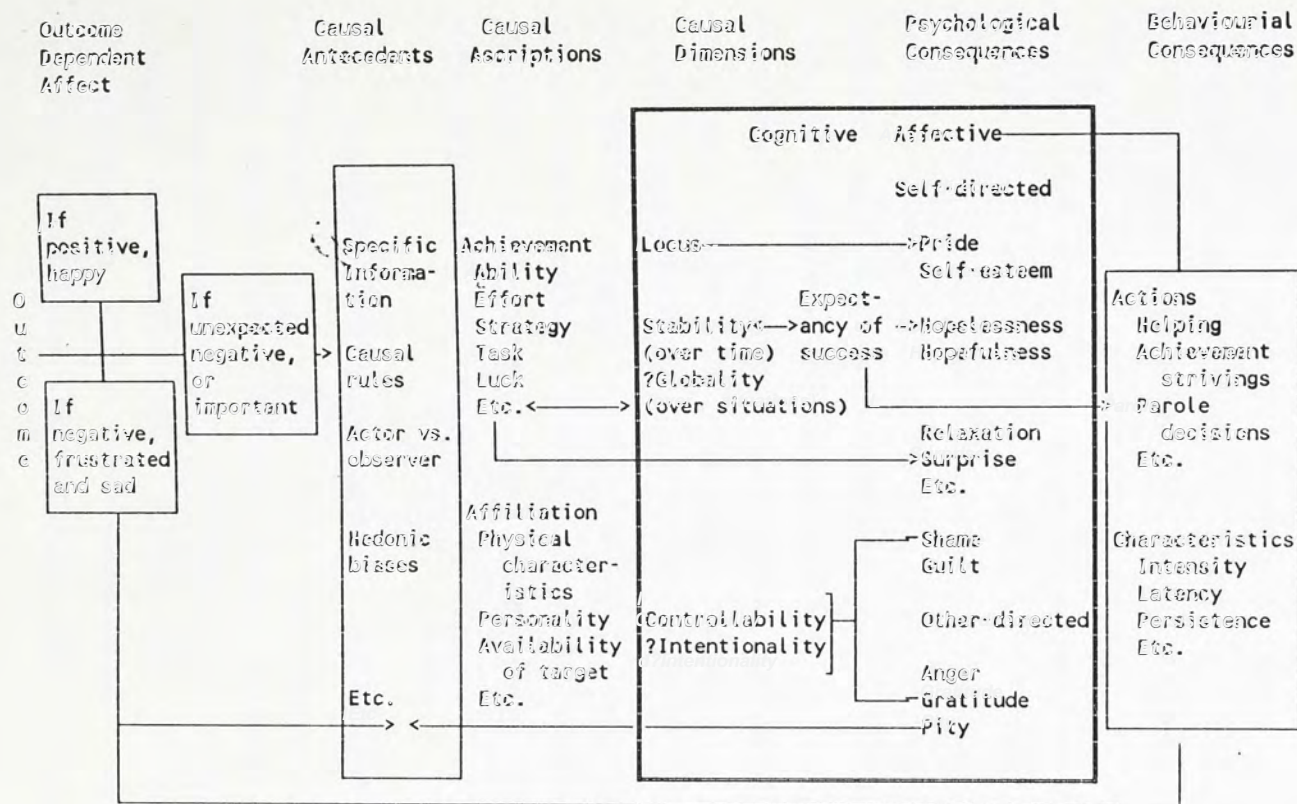 Outcome
Dependent
Affect
Causal
Antecedents
Causal
Ascriptions
Causal
Dimensions
Psychological
Consequences
Behaviourial
Consequences
Cognitive Affective
Self-directed
Outcome
If
positive,
happy
If
negative,
frustrated
and sad
If
unexpected
negative,
or
important
Specific
Informa-
tion
Causal
rules
Actor vs.
observer
Hedonic
biases
Etc.
Achievement
Ability
Effort
Strategy
Task
Luck
Etc.
Affiliation
Physical
character-
istics
Personality
Availability
of target
Etc.
Locus
Stability
(over time)
?Globality
(over situations)
Expect-
ancy of
success
Controllability
?Intentionality
Pride
Self-esteem
Hopelessness
Hopefulness
Relaxation
Surprise
Etc.
Shame
Guilt
Other-directed
Anger
Gratitude
Pity
Actions
Helping
Achievement
strivings
Parole
decisions
Etc.
Characteristics
Intensity
Latency
Persistence
Etc.